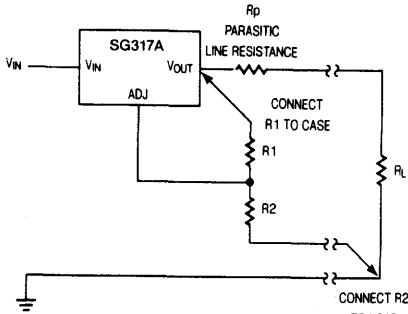 Rp
PARASITIC
LINE RESISTANCE
SG317A
VIN
VIN
VOUT
ADJ
CONNECT
R1 TO CASE
R1
R2
RL
CONNECT R2